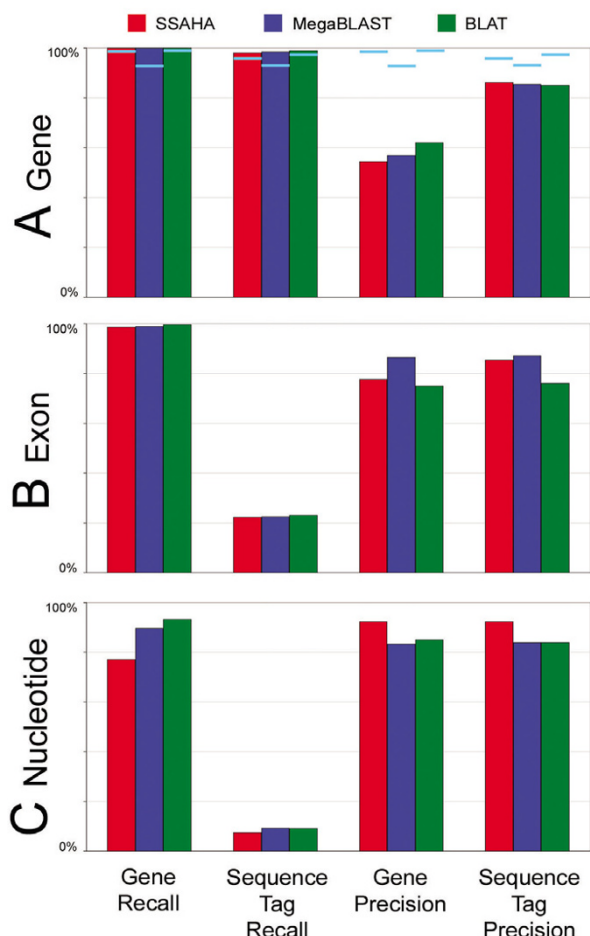 SSAHA MegaBLAST BLAT
100%
A Gene
0%
100%
B Exon
0%
100%
C Nucleotide
0%
Gene Recall
Sequence Tag Recall
Gene Precision
Sequence Tag Precision